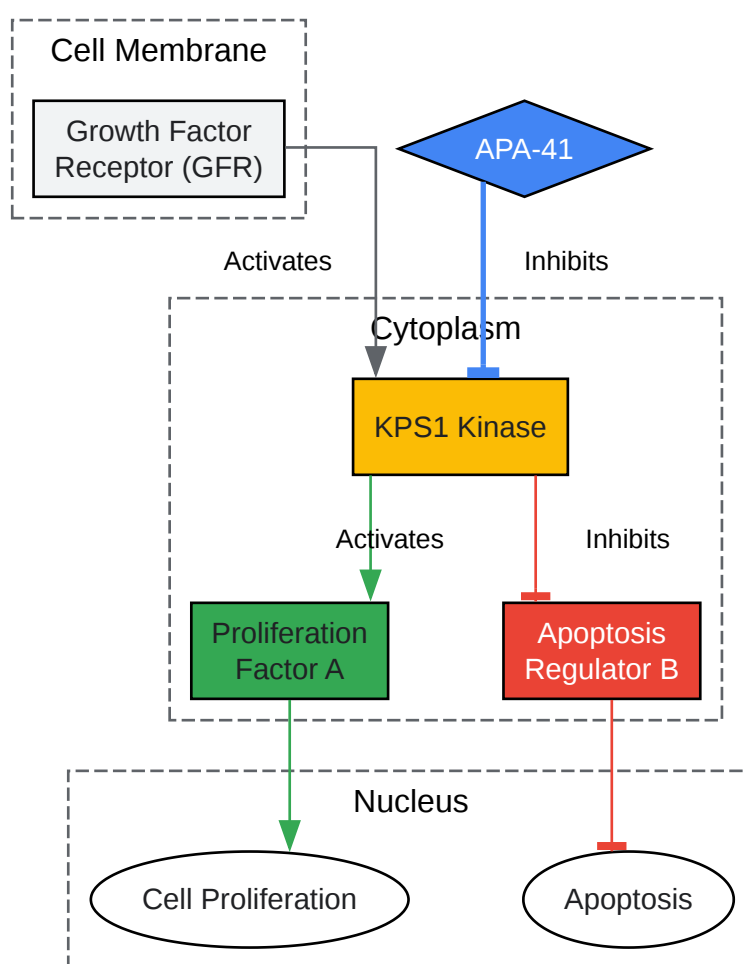 Cell Membrane
Growth Factor
Receptor (GFR)
APA-41
Activates
Inhibits
Cytoplasm
KPS1 Kinase
Activates
Inhibits
Proliferation
Factor A
Apoptosis
Regulator B
Nucleus
Cell Proliferation
Apoptosis